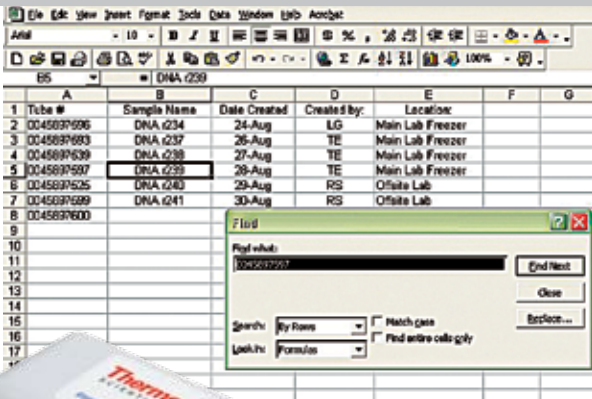 File Edit View Insert Format Tools Data Window Help Acrobat
Arial 10 B I U $ % ,
100%
B5 = DNA r239
A B C D E F G
1 Tube # Sample Name Date Created Created by: Location:
2 0045897696 DNA r234 24-Aug LG Main Lab Freezer
3 0045897693 DNA r237 26-Aug TE Main Lab Freezer
4 0045897639 DNA r238 27-Aug TE Main Lab Freezer
5 0045897597 DNA r239 28-Aug TE Main Lab Freezer
6 0045897525 DNA r240 29-Aug RS Offsite Lab
7 0045897699 DNA r241 30-Aug RS Offsite Lab
8 0045897600
9
10
11
12
13
14
15
16
17
Find
Find what:
0045897597
Find Next
Close
Replace...
Search: By Rows
Match case
Find entire cells only
Look in: Formulas
Thermo